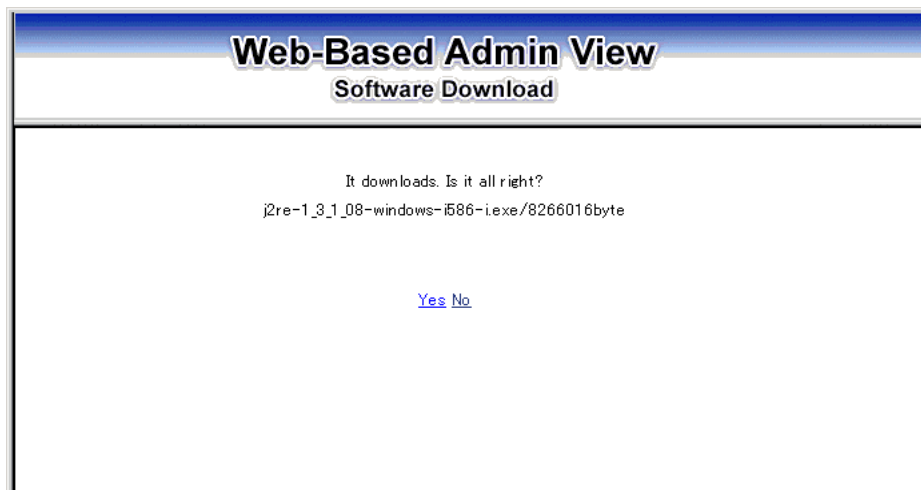 Web-Based Admin View
Software Download
It downloads. Is it all right?
j2re-1_3_1_08-windows-i586-i.exe/8266016byte
Yes No